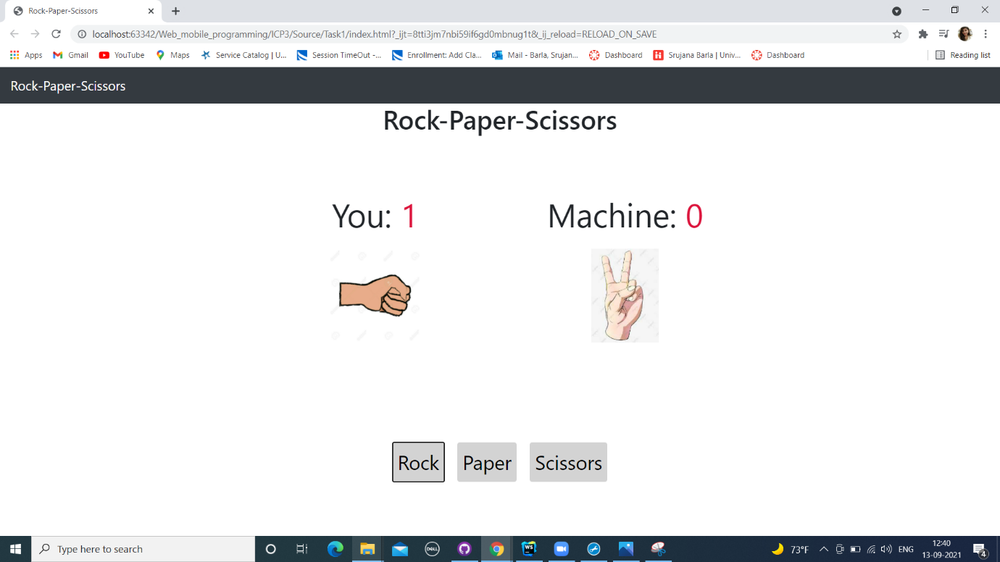 Rock-Paper-Scissors
localhost:63342/Web_mobile_programming/ICP3/Source/Task1/index.html?_ijt=8tti3jm7nbi59if6gd0mbnug1t&_ij_reload=RELOAD_ON_SAVE
Apps Gmail YouTube Maps Service Catalog | U... Session TimeOut -... Enrollment: Add Cla... Mail - Barla, Srujan... Dashboard Srujana Barla | Univ... Dashboard Reading list
Rock-Paper-Scissors
Rock-Paper-Scissors
You: 1 Machine: 0
Rock Paper Scissors
Type here to search DELL WS 73°F ENG 12:40
13-09-2021 4